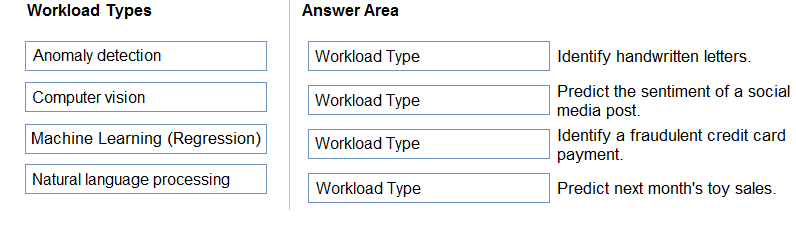 Workload Types
Answer Area
Anomaly detection
Workload Type
Identify handwritten letters.
Computer vision
Workload Type
Predict the sentiment of a social
media post.
Machine Learning (Regression)
Workload Type
Identify a fraudulent credit card
payment.
Natural language processing
Workload Type
Predict next month's toy sales.